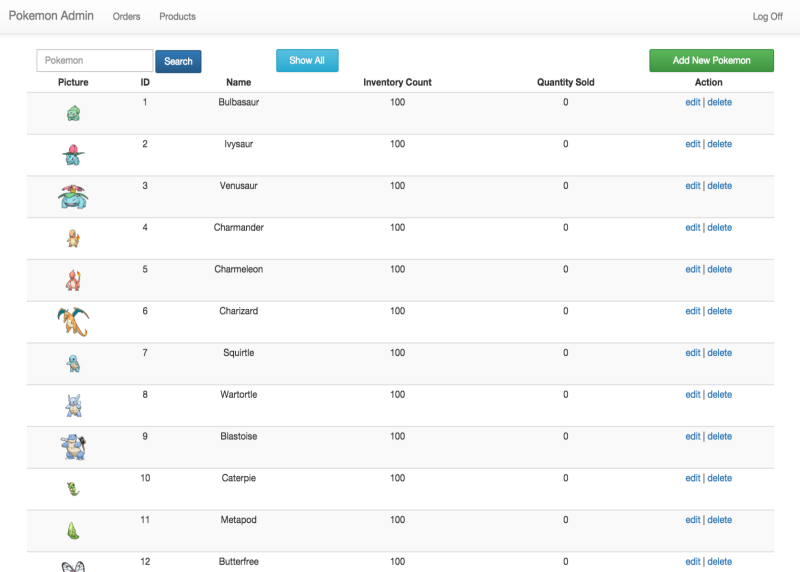 Pokemon Admin Orders Products Log Off
Pokemon Search Show All Add New Pokemon
Picture ID Name Inventory Count Quantity Sold Action
1 Bulbasaur 100 0 edit | delete
2 Ivysaur 100 0 edit | delete
3 Venusaur 100 0 edit | delete
4 Charmander 100 0 edit | delete
5 Charmeleon 100 0 edit | delete
6 Charizard 100 0 edit | delete
7 Squirtle 100 0 edit | delete
8 Wartortle 100 0 edit | delete
9 Blastoise 100 0 edit | delete
10 Caterpie 100 0 edit | delete
11 Metapod 100 0 edit | delete
12 Butterfree 100 0 edit | delete